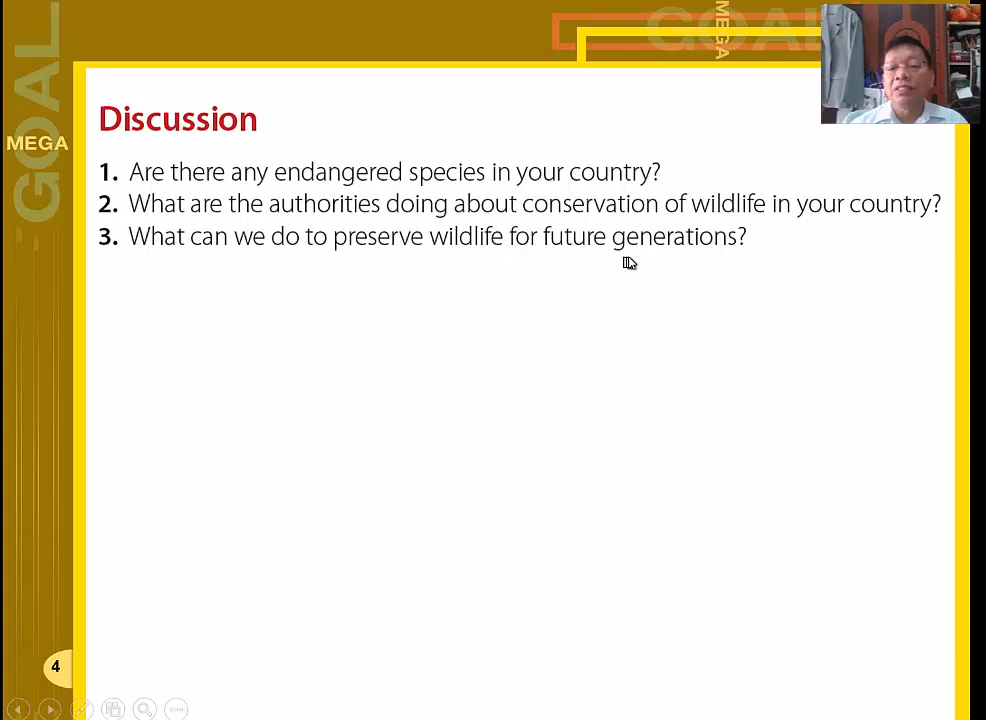 GOAL
MEGA
MEGA
GOAL
Discussion
1. Are there any endangered species in your country?
2. What are the authorities doing about conservation of wildlife in your country?
3. What can we do to preserve wildlife for future generations?
4